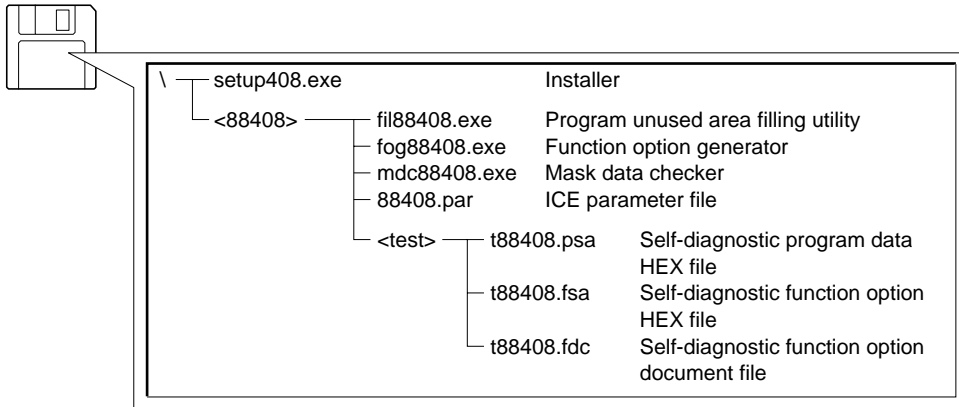 \ setup408.exe Installer
<88408> fil88408.exe Program unused area filling utility
fog88408.exe Function option generator
mdc88408.exe Mask data checker
88408.par ICE parameter file
<test> t88408.psa Self-diagnostic program data
HEX file
t88408.fsa Self-diagnostic function option
HEX file
t88408.fdc Self-diagnostic function option
document file